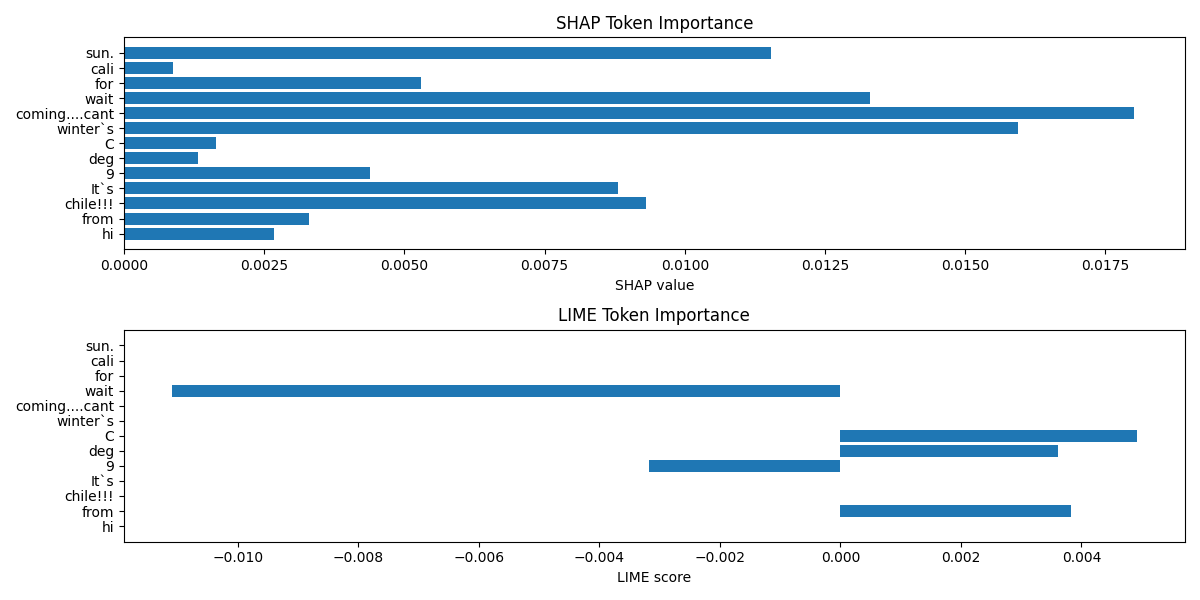 SHAP Token Importance
sun.
cali
for
wait
coming....cant
winter`s
C
deg
9
It`s
chile!!!
from
hi
0.0000 0.0025 0.0050 0.0075 0.0100 0.0125 0.0150 0.0175
SHAP value
LIME Token Importance
sun.
cali
for
wait
coming....cant
winter`s
C
deg
9
It`s
chile!!!
from
hi
−0.010 −0.008 −0.006 −0.004 −0.002 0.000 0.002 0.004
LIME score